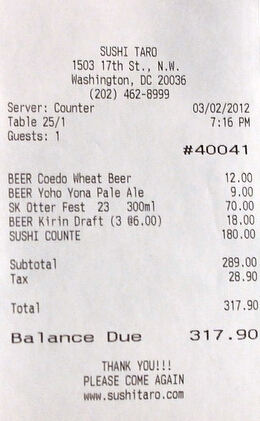 SUSHI TARO
1503 17th St., N.W.
Washington, DC 20036
(202) 462-8999
Server: Counter 03/02/2012
Table 25/1 7:16 PM
Guests: 1
#40041
BEER Coedo Wheat Beer 12.00
BEER Yoho Yona Pale Ale 9.00
SK Otter Fest 23 300ml 70.00
BEER Kirin Draft (3 @6.00) 18.00
SUSHI COUNTE 180.00
Subtotal 289.00
Tax 28.90
Total 317.90
Balance Due 317.90
THANK YOU!!!
PLEASE COME AGAIN
www.sushitaro.com